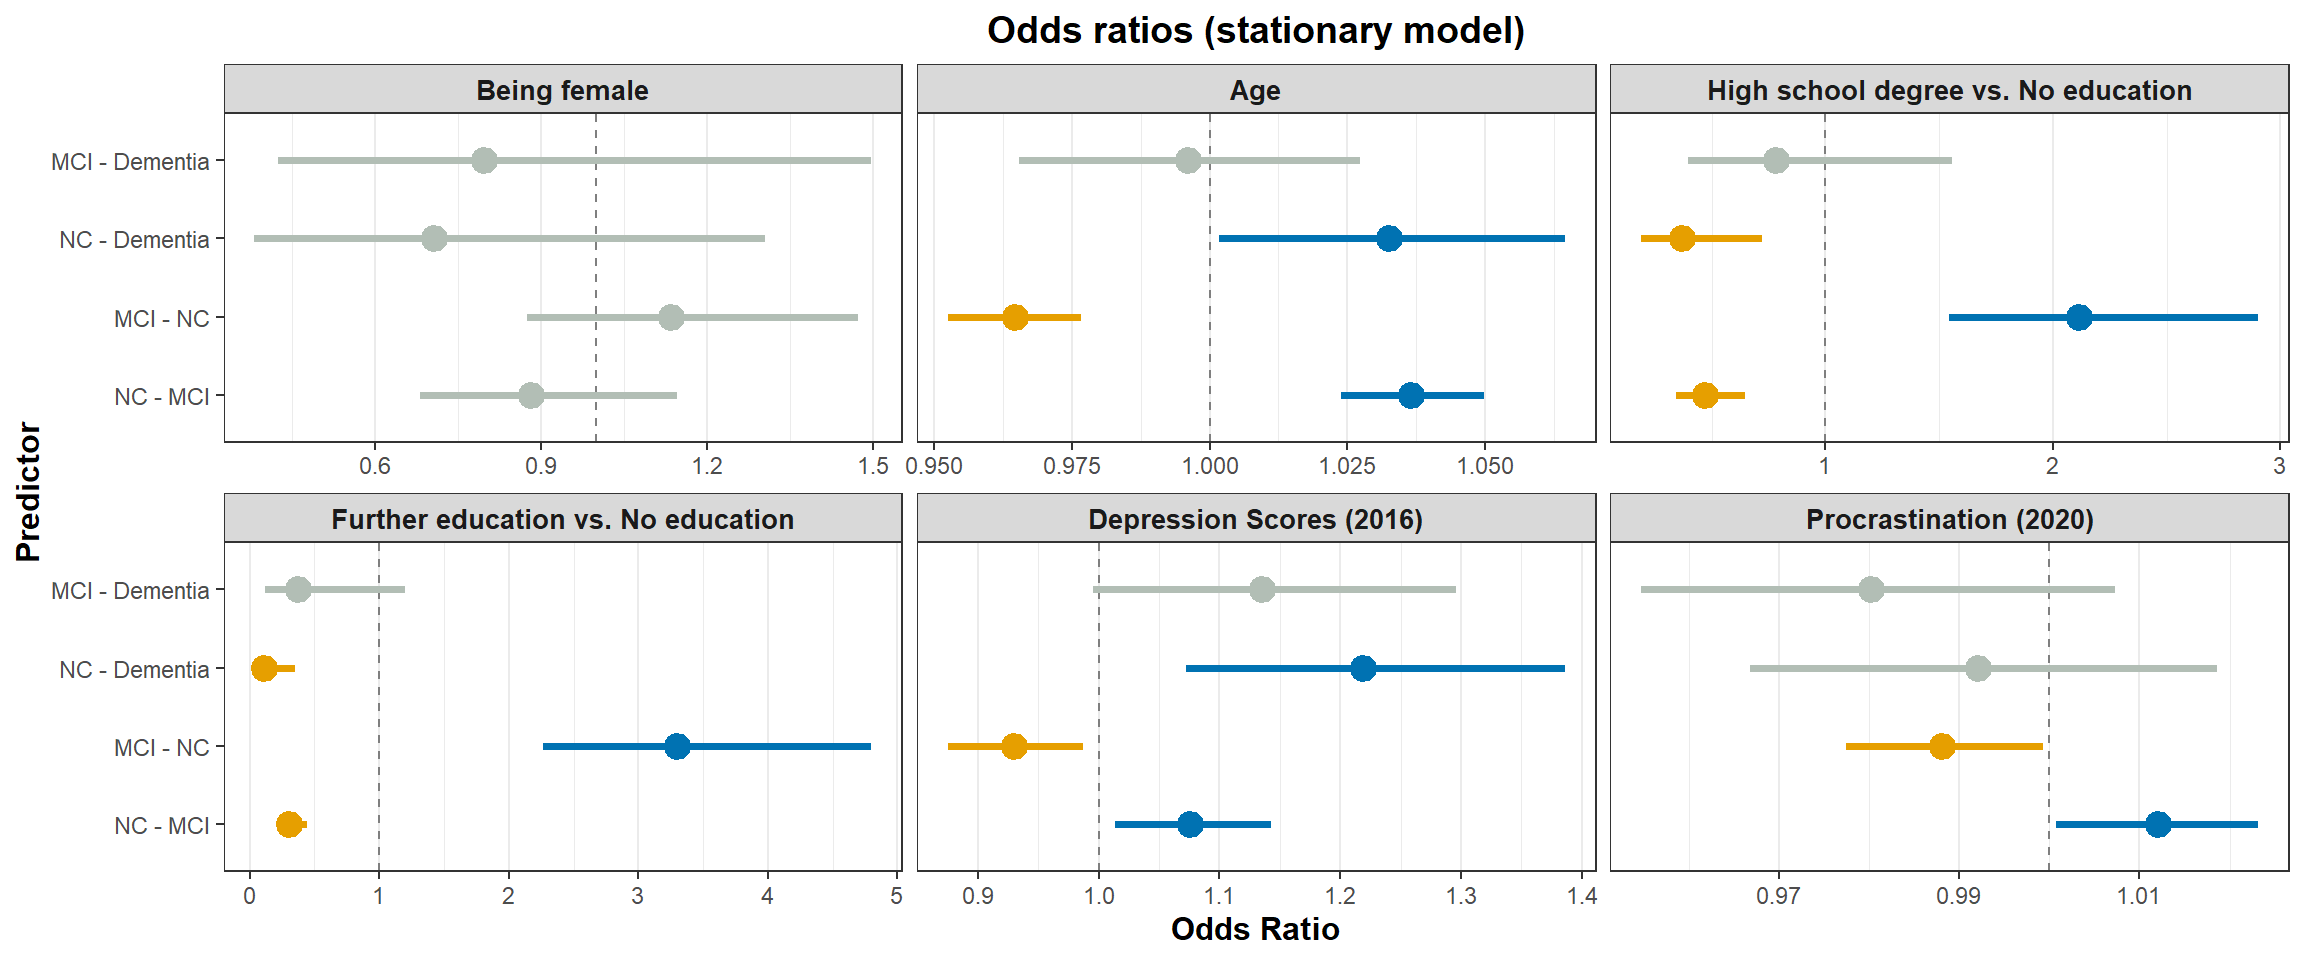 Odds ratios (stationary model)
Being female
Age
High school degree vs. No education
MCI - Dementia
NC - Dementia
MCI - NC
NC - MCI
0.6 0.9 1.2 1.5
0.950 0.975 1.000 1.025 1.050
1 2 3
Further education vs. No education
Depression Scores (2016)
Procrastination (2020)
MCI - Dementia
NC - Dementia
MCI - NC
NC - MCI
0 1 2 3 4 5
0.9 1.0 1.1 1.2 1.3 1.4
0.97 0.99 1.01
Predictor
Odds Ratio